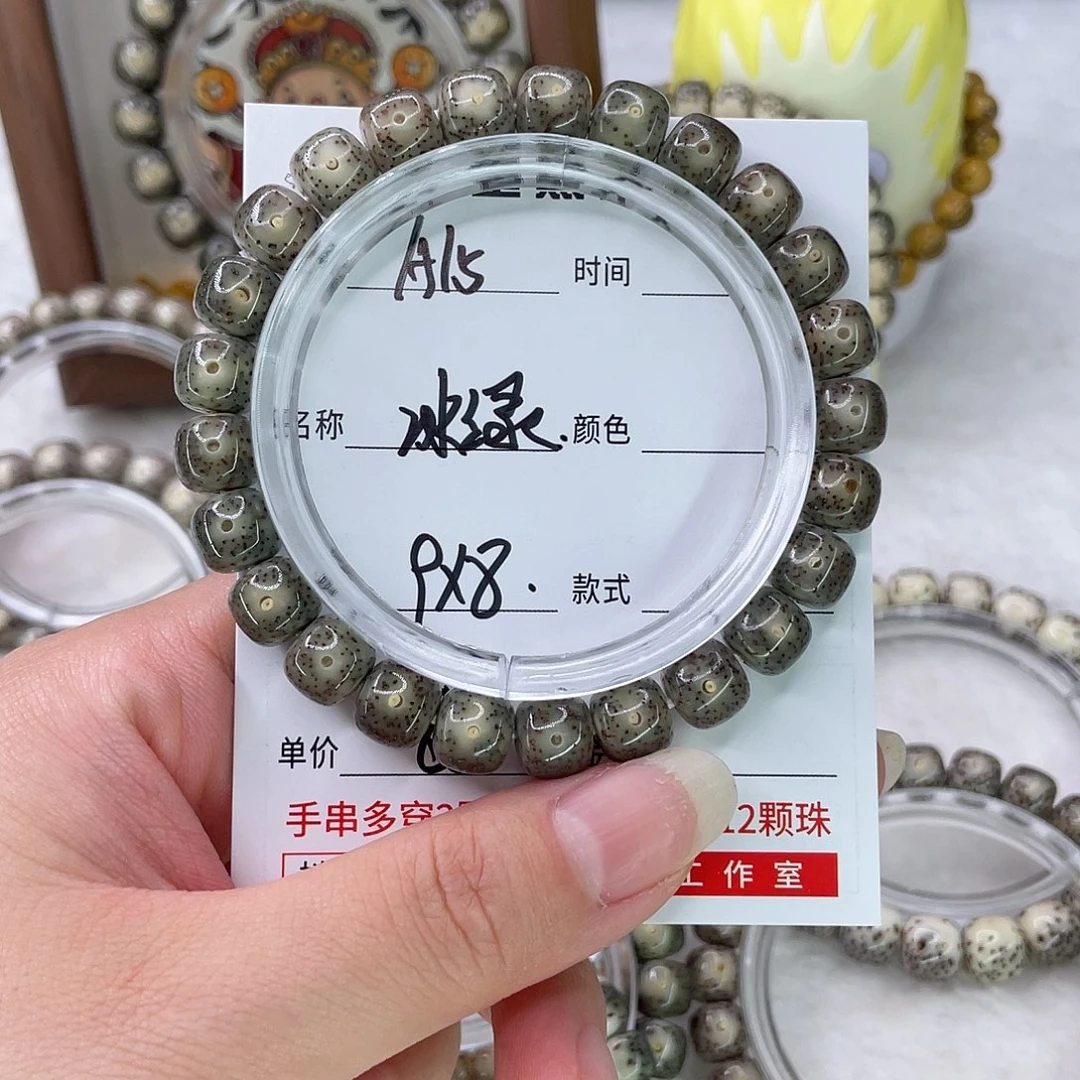 A15 时间
名称 冰绿. 颜色
9X8. 款式
单价
手串多穿 12颗珠
工作室